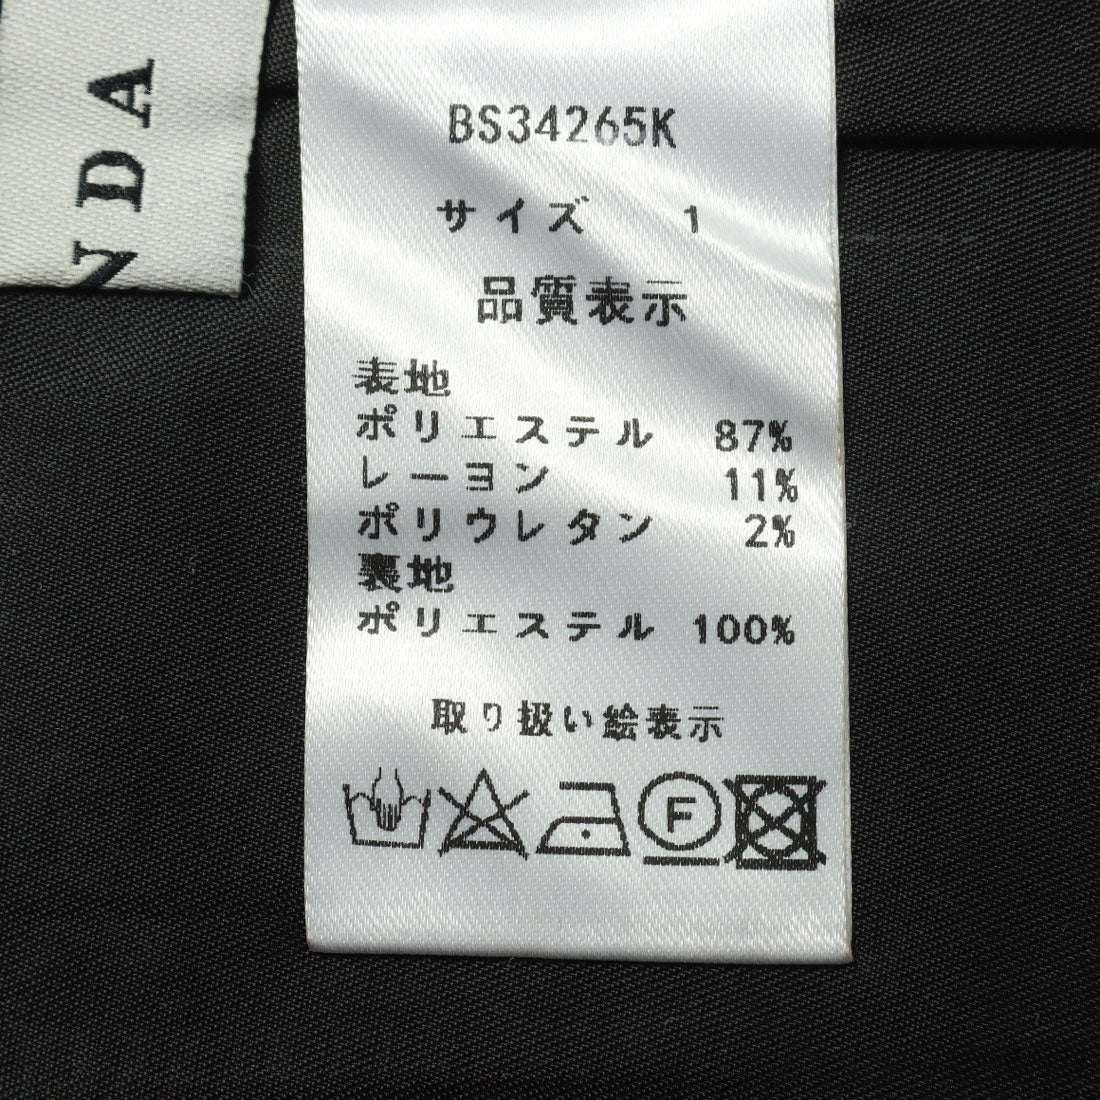 NDA
BS34265K
サイズ 1
品質表示
表地
ポリエステル 87%
レーヨン 11%
ポリウレタン 2%
裏地
ポリエステル 100%
取り扱い絵表示
F